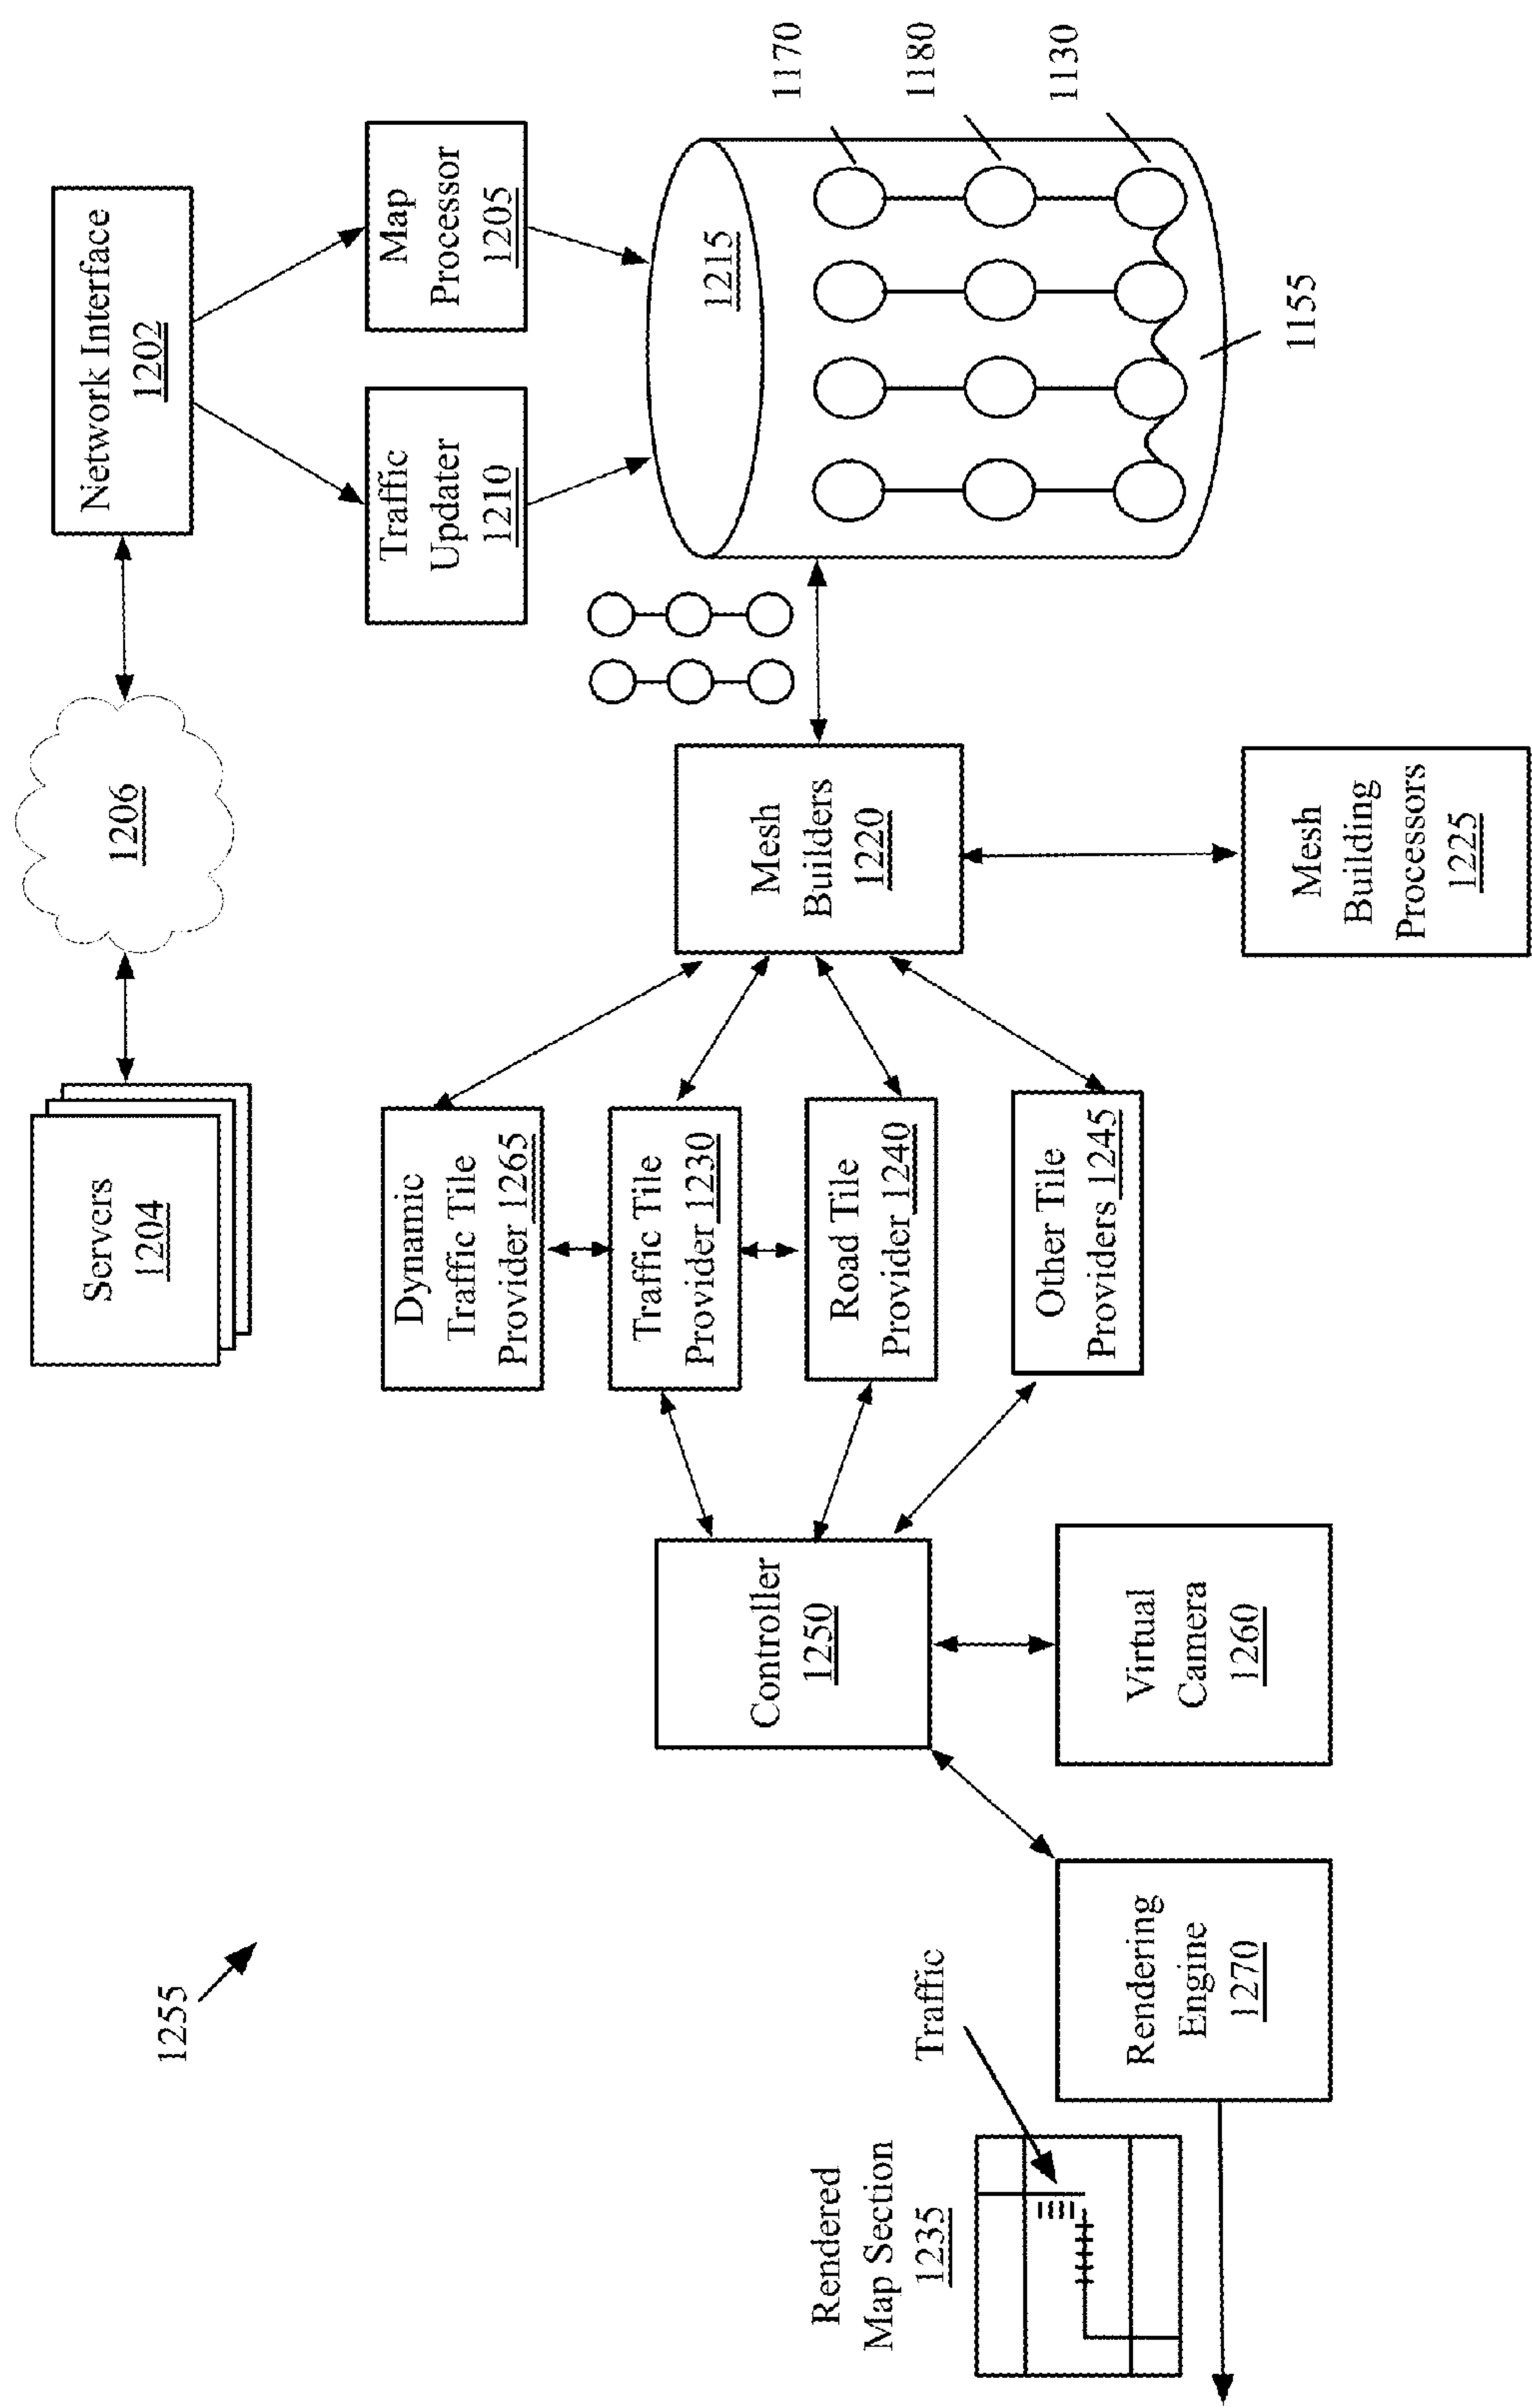 1255
Servers
1204
1206
Network Interface
1202
Dynamic
Traffic Tile
Provider 1265
Traffic
Updater
1210
Map
Processor
1205
Traffic Tile
Provider 1230
Road Tile
Provider 1240
Other Tile
Providers 1245
Controller
1250
Mesh
Builders
1220
1215
1170
1180
1130
1155
Rendered
Map Section
1235
Traffic
Rendering
Engine
1270
Virtual
Camera
1260
Mesh
Building
Processors
1225